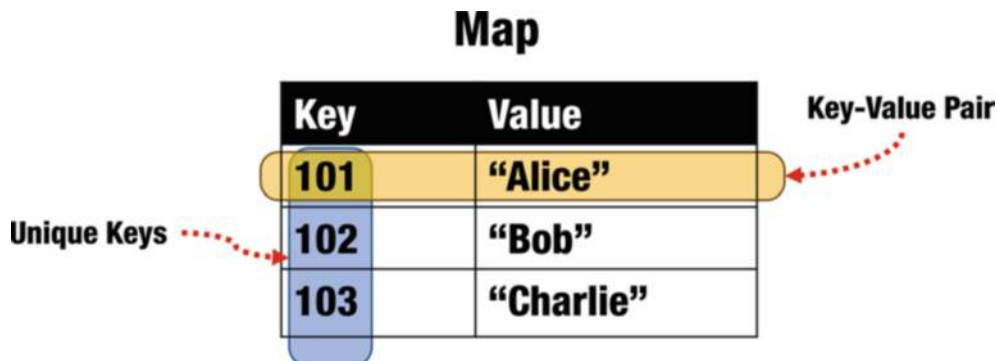 Map
Key Value
Key-Value Pair
101 “Alice”
Unique Keys
102 “Bob”
103 “Charlie”